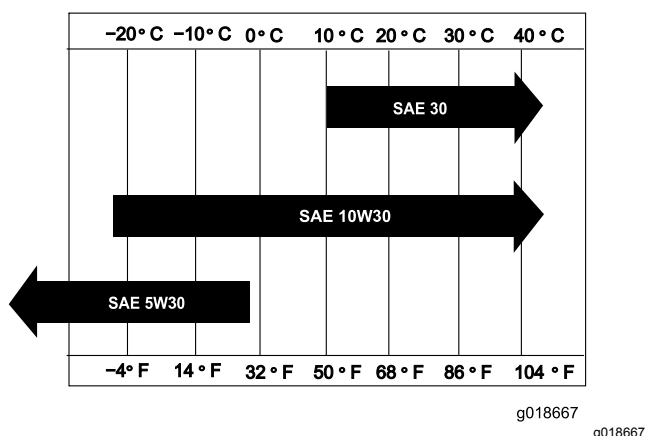 −20° C −10° C 0° C 10° C 20° C 30° C 40° C
SAE 30
SAE 10W30
SAE 5W30
−4° F 14° F 32° F 50° F 68° F 86° F 104 ° F
g018667
g018667